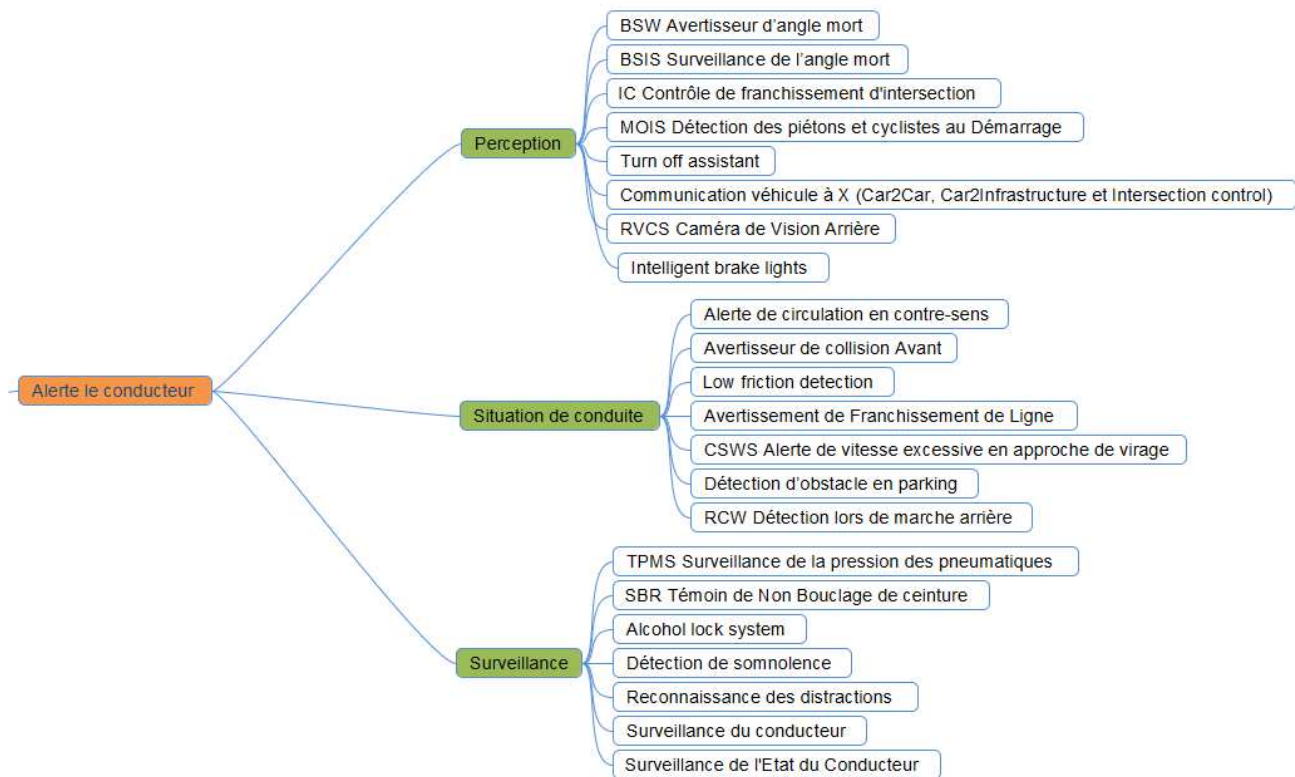 BSW Avertisseur d'angle mort
BSIS Surveillance de l'angle mort
IC Contrôle de franchissement d'intersection
MOIS Détection des piétons et cyclistes au Démarrage
Perception
Turn off assistant
Communication véhicule à X (Car2Car, Car2Infrastructure et Intersection control)
RVCS Caméra de Vision Arrière
Intelligent brake lights
Alerte de circulation en contre-sens
Avertisseur de collision Avant
Low friction detection
Alerte le conducteur
Situation de conduite
Avertissement de Franchissement de Ligne
CSWS Alerte de vitesse excessive en approche de virage
Détection d'obstacle en parking
RCW Détection lors de marche arrière
TPMS Surveillance de la pression des pneumatiques
SBR Témoin de Non Bouclage de ceinture
Alcohol lock system
Surveillance
Détection de somnolence
Reconnaissance des distractions
Surveillance du conducteur
Surveillance de l'Etat du Conducteur